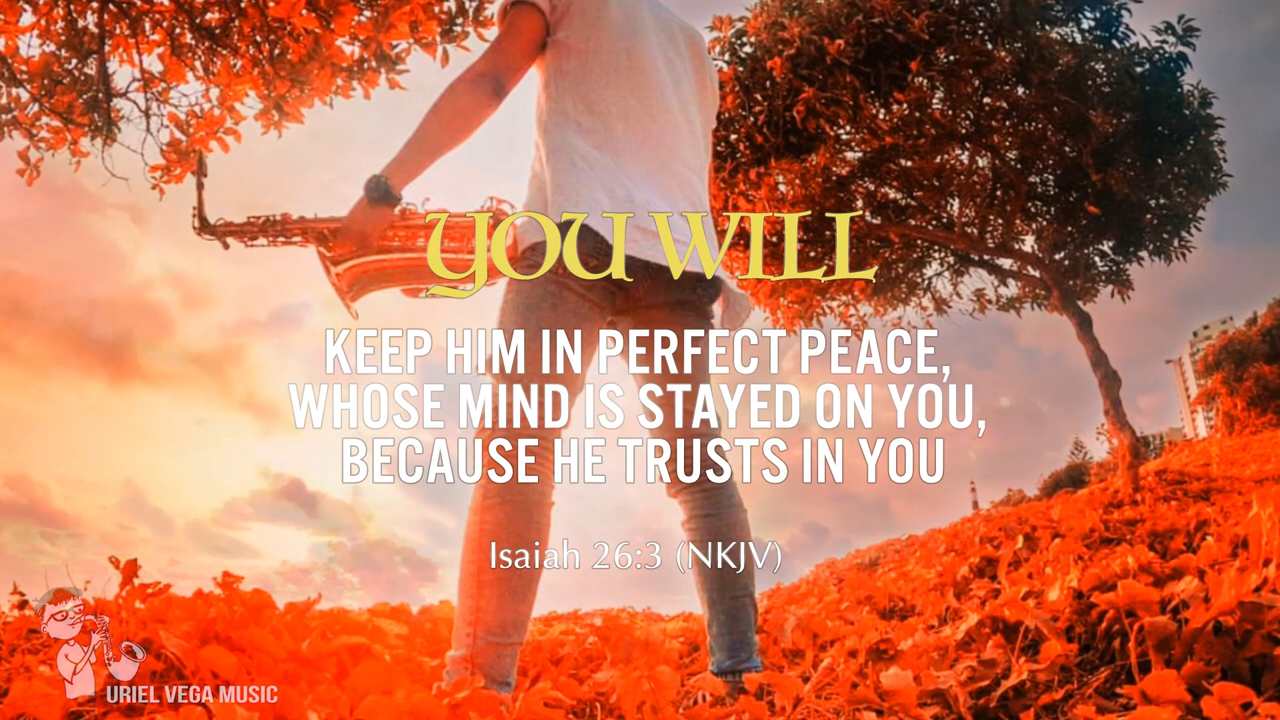 YOU WILL
KEEP HIM IN PERFECT PEACE,
WHOSE MIND IS STAYED ON YOU,
BECAUSE HE TRUSTS IN YOU
Isaiah 26:3 (NKJV)
URIEL VEGA MUSIC